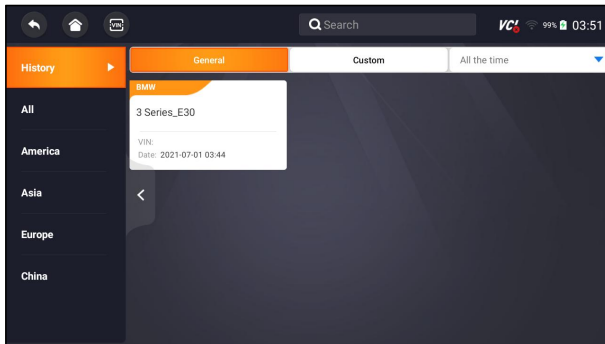 VIN
Search
VCI
99%
03:51
History
General
Custom
All the time
All
America
Asia
Europe
China
BMW
3 Series_E30
VIN:
Date: 2021-07-01 03:44